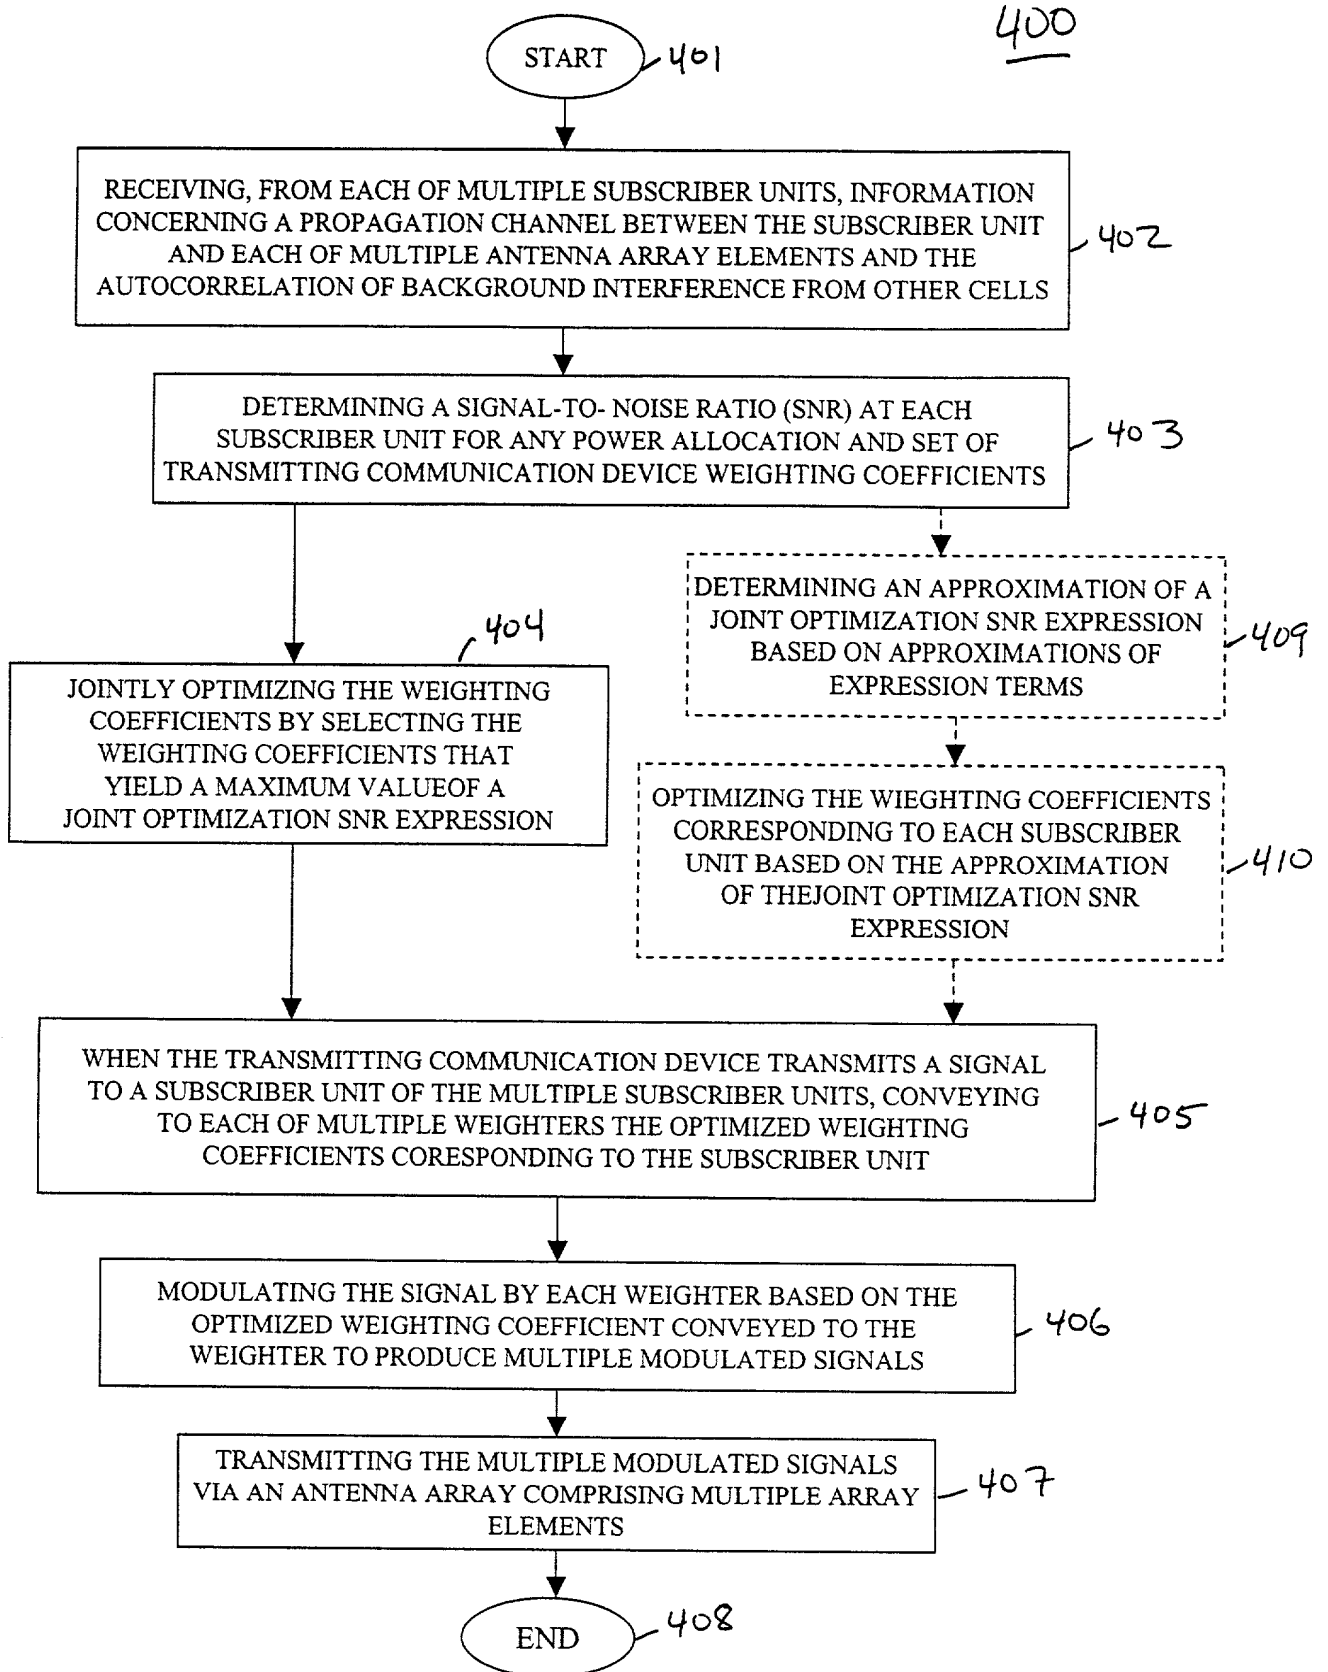 400
START
401
RECEIVING, FROM EACH OF MULTIPLE SUBSCRIBER UNITS, INFORMATION
CONCERNING A PROPAGATION CHANNEL BETWEEN THE SUBSCRIBER UNIT
AND EACH OF MULTIPLE ANTENNA ARRAY ELEMENTS AND THE
AUTOCORRELATION OF BACKGROUND INTERFERENCE FROM OTHER CELLS
402
DETERMINING A SIGNAL-TO- NOISE RATIO (SNR) AT EACH
SUBSCRIBER UNIT FOR ANY POWER ALLOCATION AND SET OF
TRANSMITTING COMMUNICATION DEVICE WEIGHTING COEFFICIENTS
403
404
JOINTLY OPTIMIZING THE WEIGHTING
COEFFICIENTS BY SELECTING THE
WEIGHTING COEFFICIENTS THAT
YIELD A MAXIMUM VALUEOF A
JOINT OPTIMIZATION SNR EXPRESSION
DETERMINING AN APPROXIMATION OF A
JOINT OPTIMIZATION SNR EXPRESSION
BASED ON APPROXIMATIONS OF
EXPRESSION TERMS
409
OPTIMIZING THE WIEGHTING COEFFICIENTS
CORRESPONDING TO EACH SUBSCRIBER
UNIT BASED ON THE APPROXIMATION
OF THEJOINT OPTIMIZATION SNR
EXPRESSION
410
WHEN THE TRANSMITTING COMMUNICATION DEVICE TRANSMITS A SIGNAL
TO A SUBSCRIBER UNIT OF THE MULTIPLE SUBSCRIBER UNITS, CONVEYING
TO EACH OF MULTIPLE WEIGHTERS THE OPTIMIZED WEIGHTING
COEFFICIENTS CORESPONDING TO THE SUBSCRIBER UNIT
405
MODULATING THE SIGNAL BY EACH WEIGHTER BASED ON THE
OPTIMIZED WEIGHTING COEFFICIENT CONVEYED TO THE
WEIGHTER TO PRODUCE MULTIPLE MODULATED SIGNALS
406
TRANSMITTING THE MULTIPLE MODULATED SIGNALS
VIA AN ANTENNA ARRAY COMPRISING MULTIPLE ARRAY
ELEMENTS
407
END
408